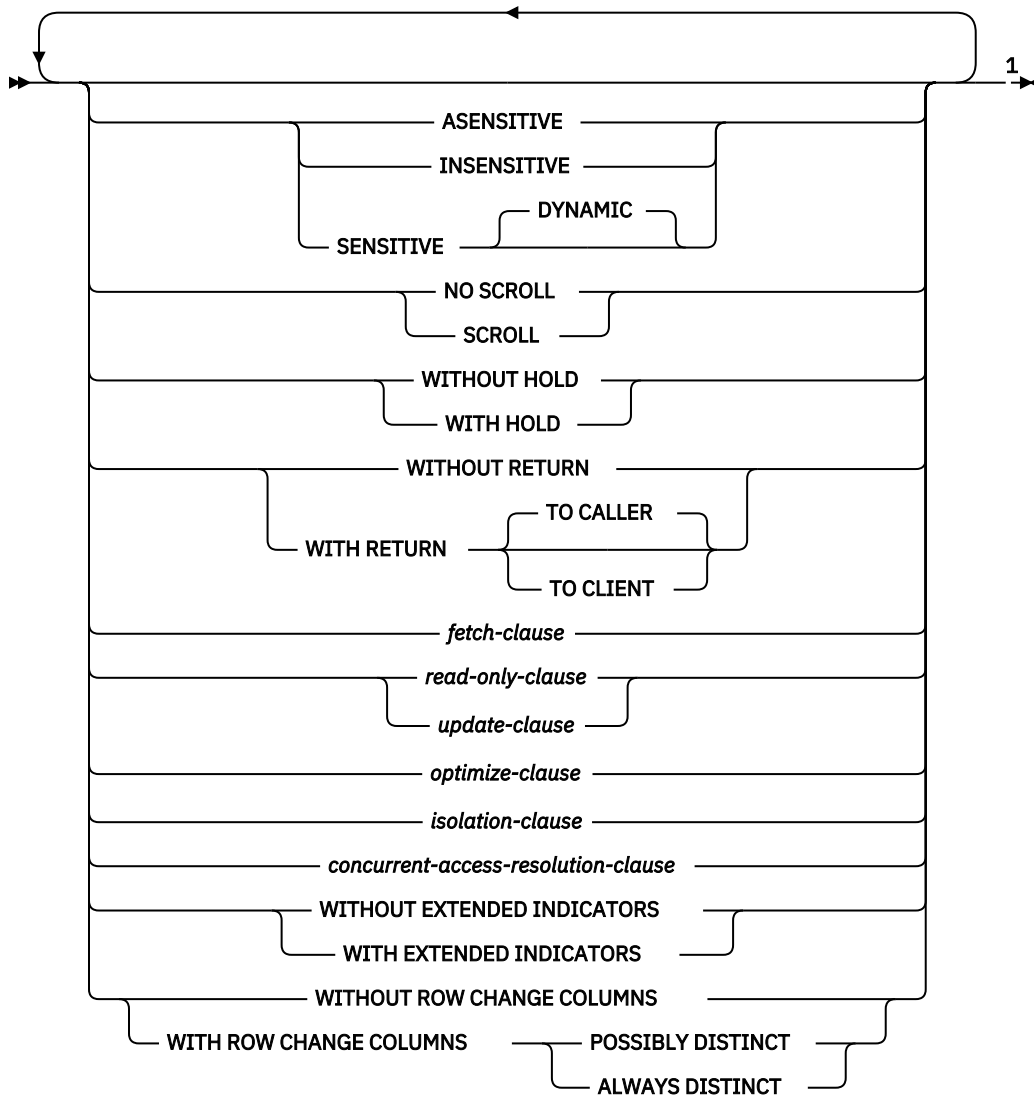 1
ASENSITIVE
INSENSITIVE
DYNAMIC
SENSITIVE
NO SCROLL
SCROLL
WITHOUT HOLD
WITH HOLD
WITHOUT RETURN
TO CALLER
WITH RETURN
TO CLIENT
fetch-clause
read-only-clause
update-clause
optimize-clause
isolation-clause
concurrent-access-resolution-clause
WITHOUT EXTENDED INDICATORS
WITH EXTENDED INDICATORS
WITHOUT ROW CHANGE COLUMNS
WITH ROW CHANGE COLUMNS POSSIBLY DISTINCT
ALWAYS DISTINCT